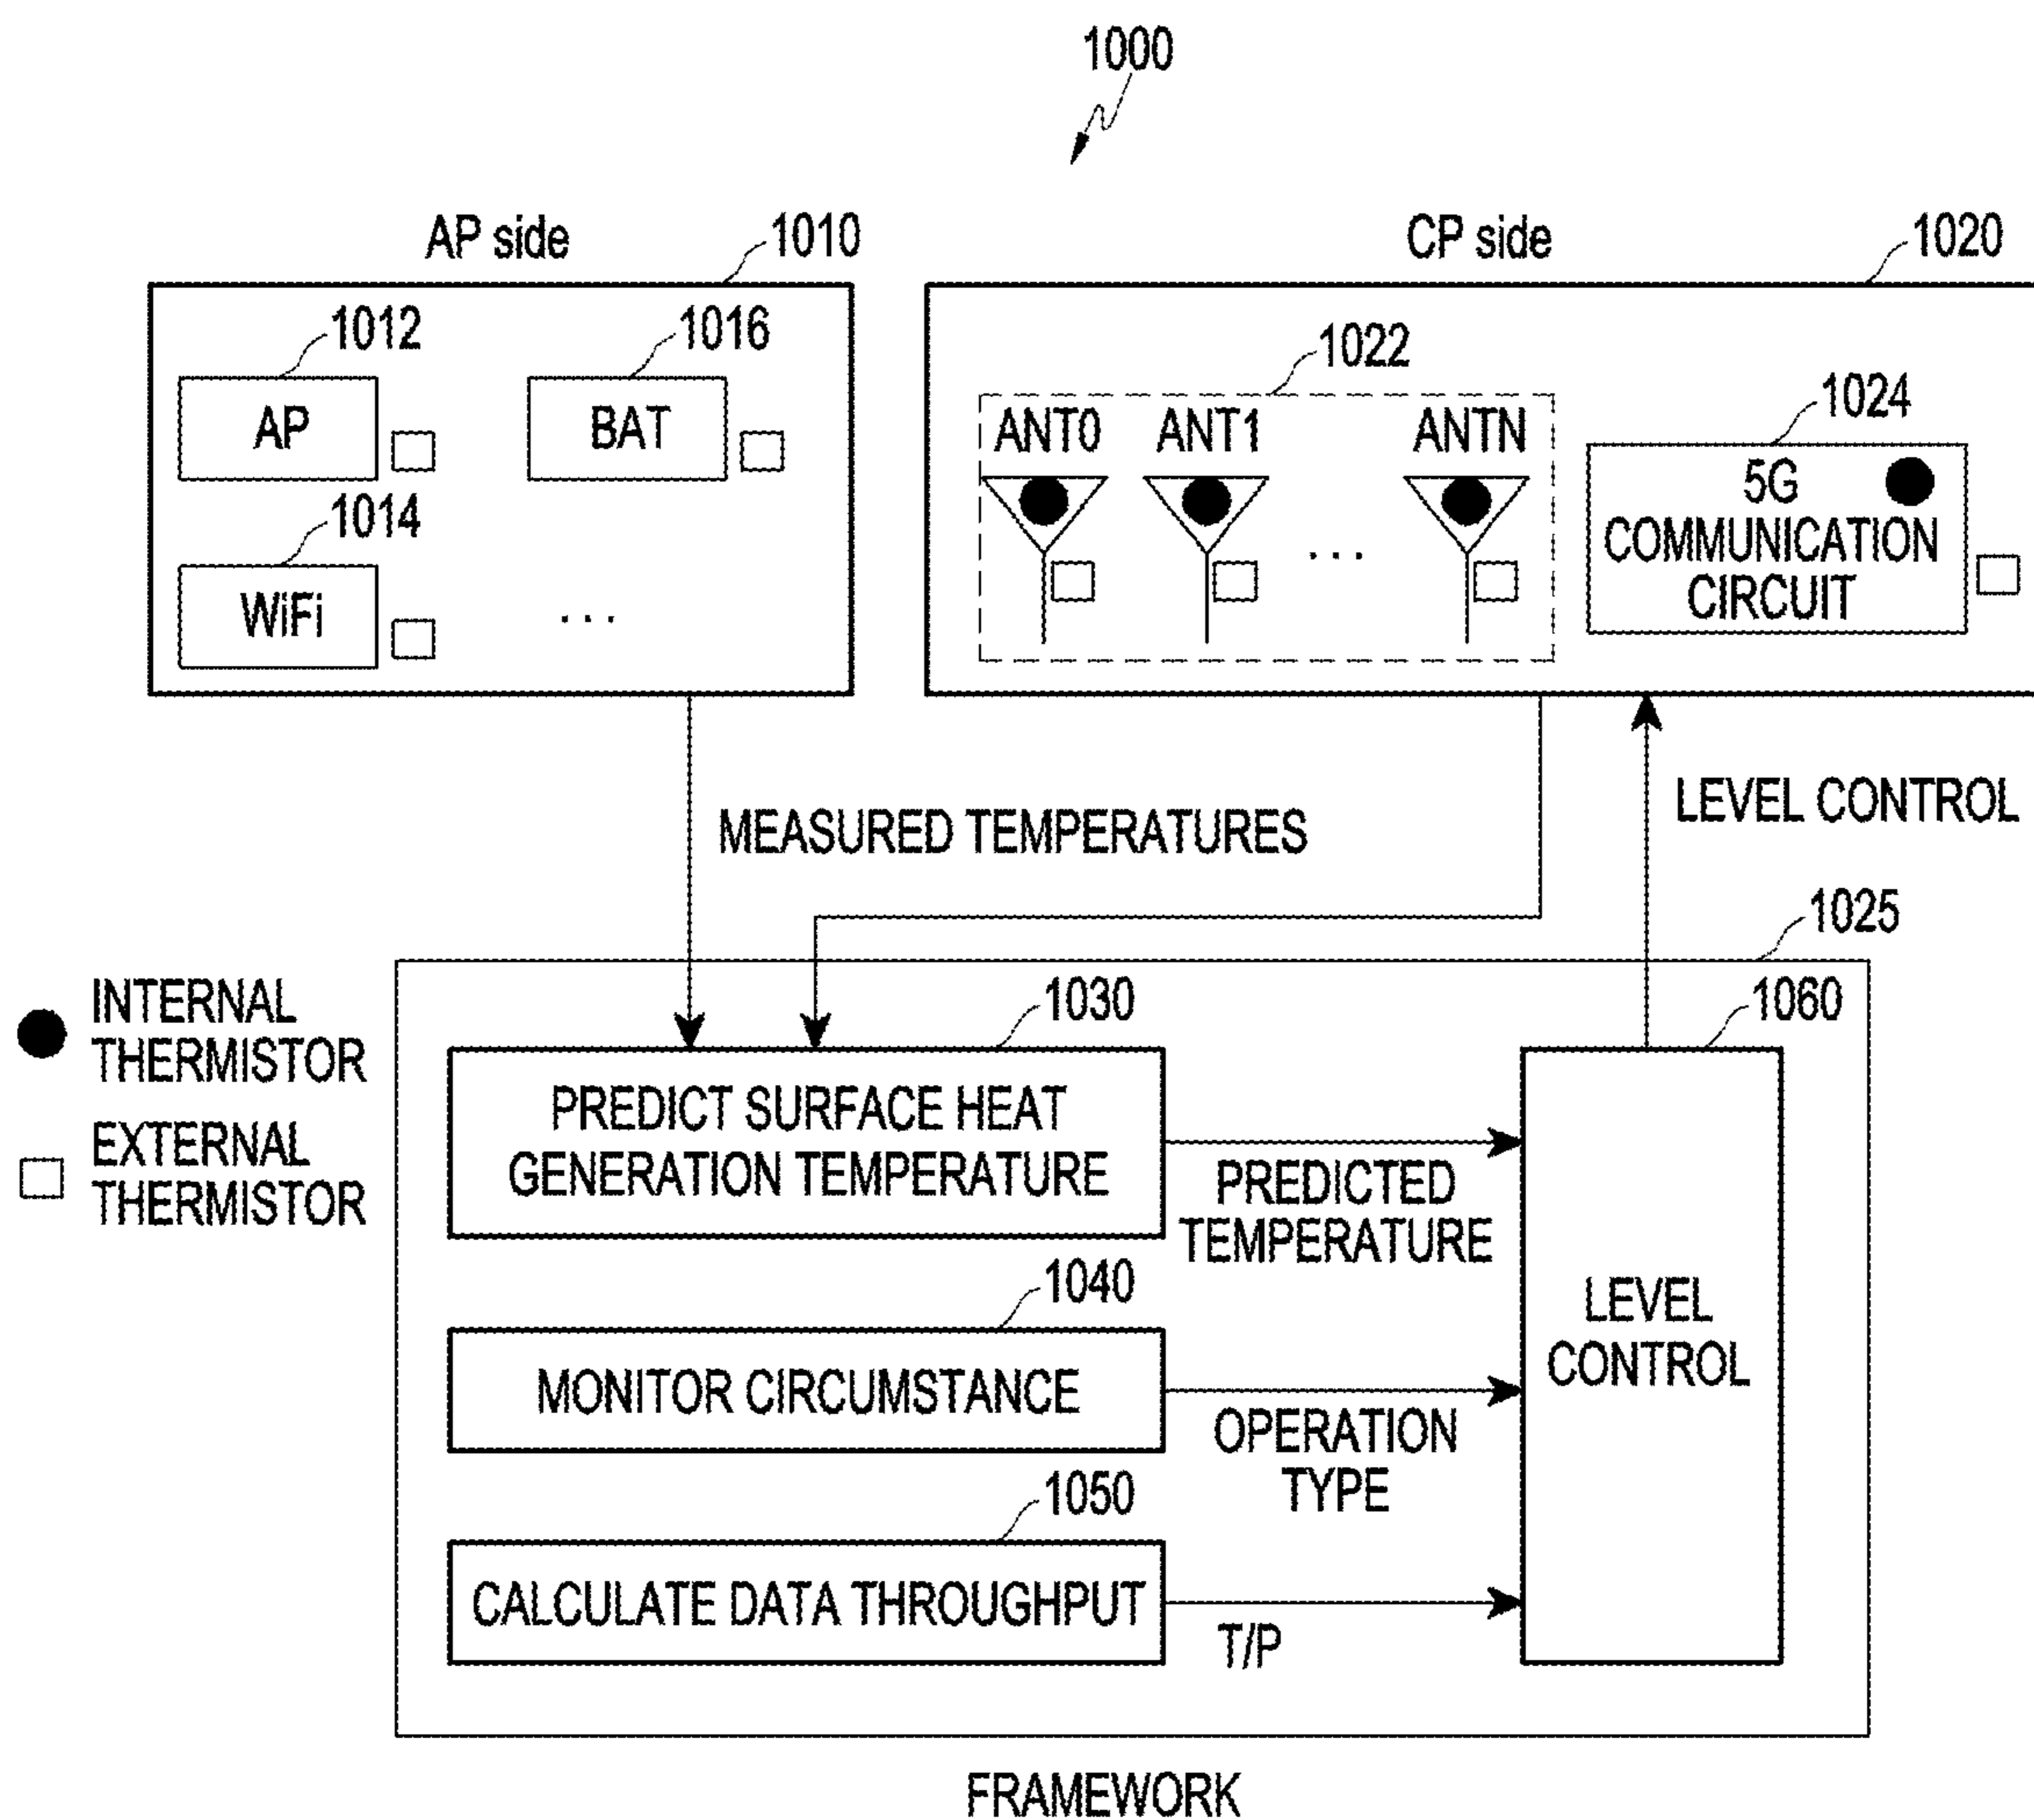 1000
AP side
1010
CP side
1020
1012
1016
1022
1024
AP
BAT
ANT0
ANT1
ANTN
5G
COMMUNICATION
CIRCUIT
1014
WiFi
...
...
MEASURED TEMPERATURES
LEVEL CONTROL
1025
INTERNAL
THERMISTOR
EXTERNAL
THERMISTOR
1030
1060
PREDICT SURFACE HEAT
GENERATION TEMPERATURE
PREDICTED
TEMPERATURE
1040
MONITOR CIRCUMSTANCE
OPERATION
TYPE
LEVEL
CONTROL
1050
CALCULATE DATA THROUGHPUT
T/P
FRAMEWORK